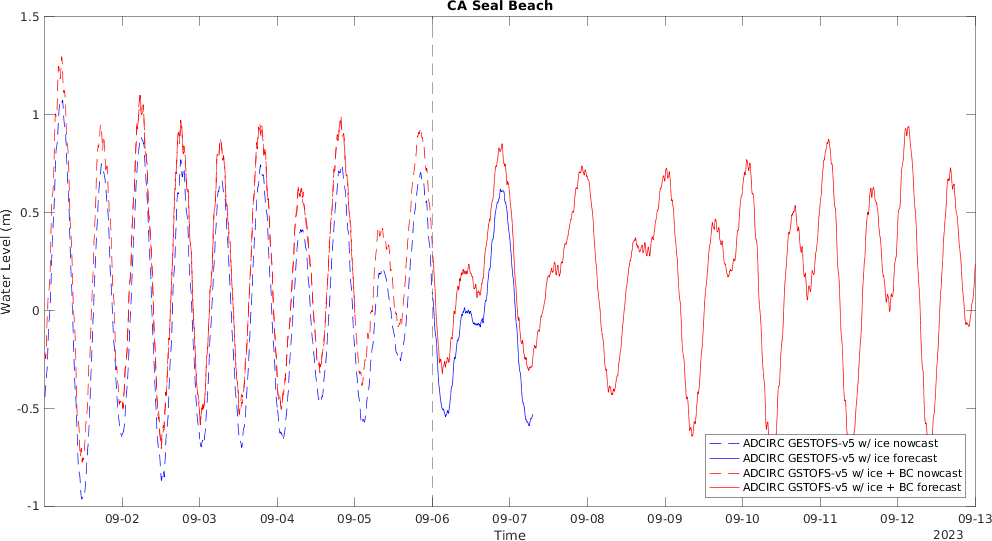 CA Seal Beach
1.5
1
0.5
0
-0.5
-1
Water Level (m)
09-02 09-03 09-04 09-05 09-06 09-07 09-08 09-09 09-10 09-11 09-12 09-13
Time
2023
ADCIRC GESTOFS-v5 w/ ice nowcast
ADCIRC GESTOFS-v5 w/ ice forecast
ADCIRC GSTOFS-v5 w/ ice + BC nowcast
ADCIRC GSTOFS-v5 w/ ice + BC forecast